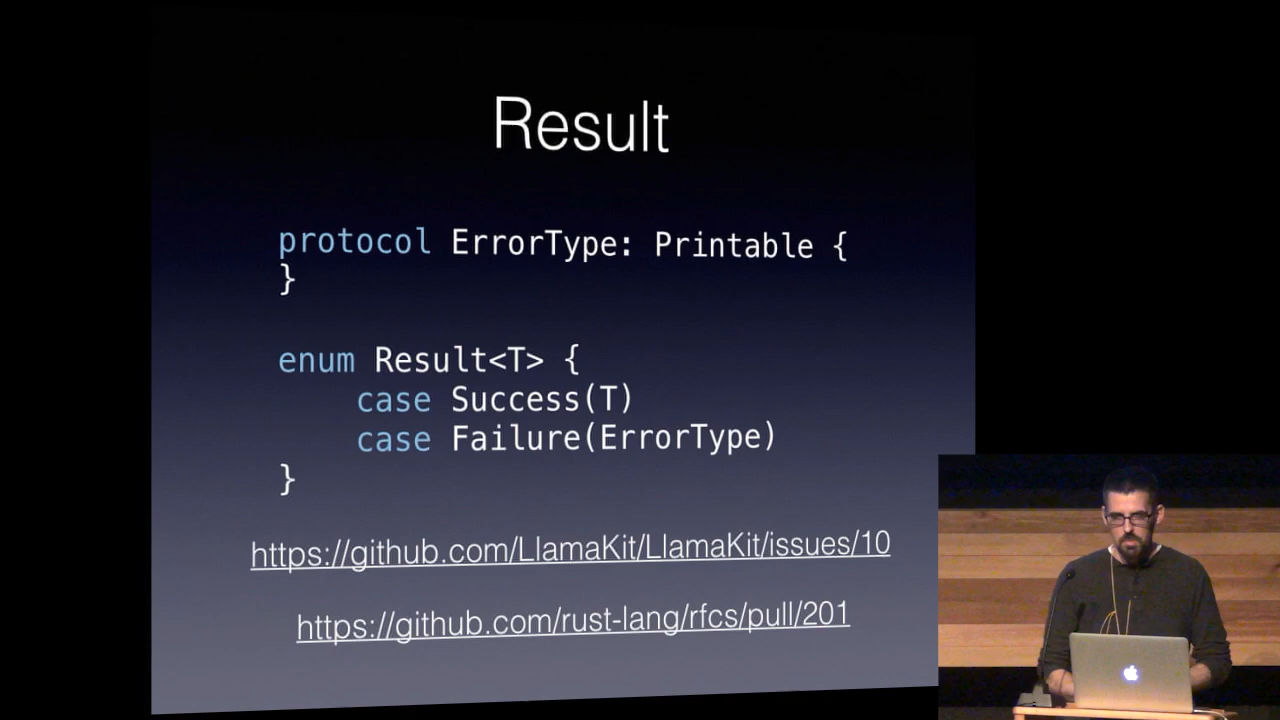 Result
protocol ErrorType: Printable {
}
enum Result<T> {
    case Success(T)
    case Failure(ErrorType)
}
https://github.com/LlamaKit/LlamaKit/issues/10
https://github.com/rust-lang/rfcs/pull/201